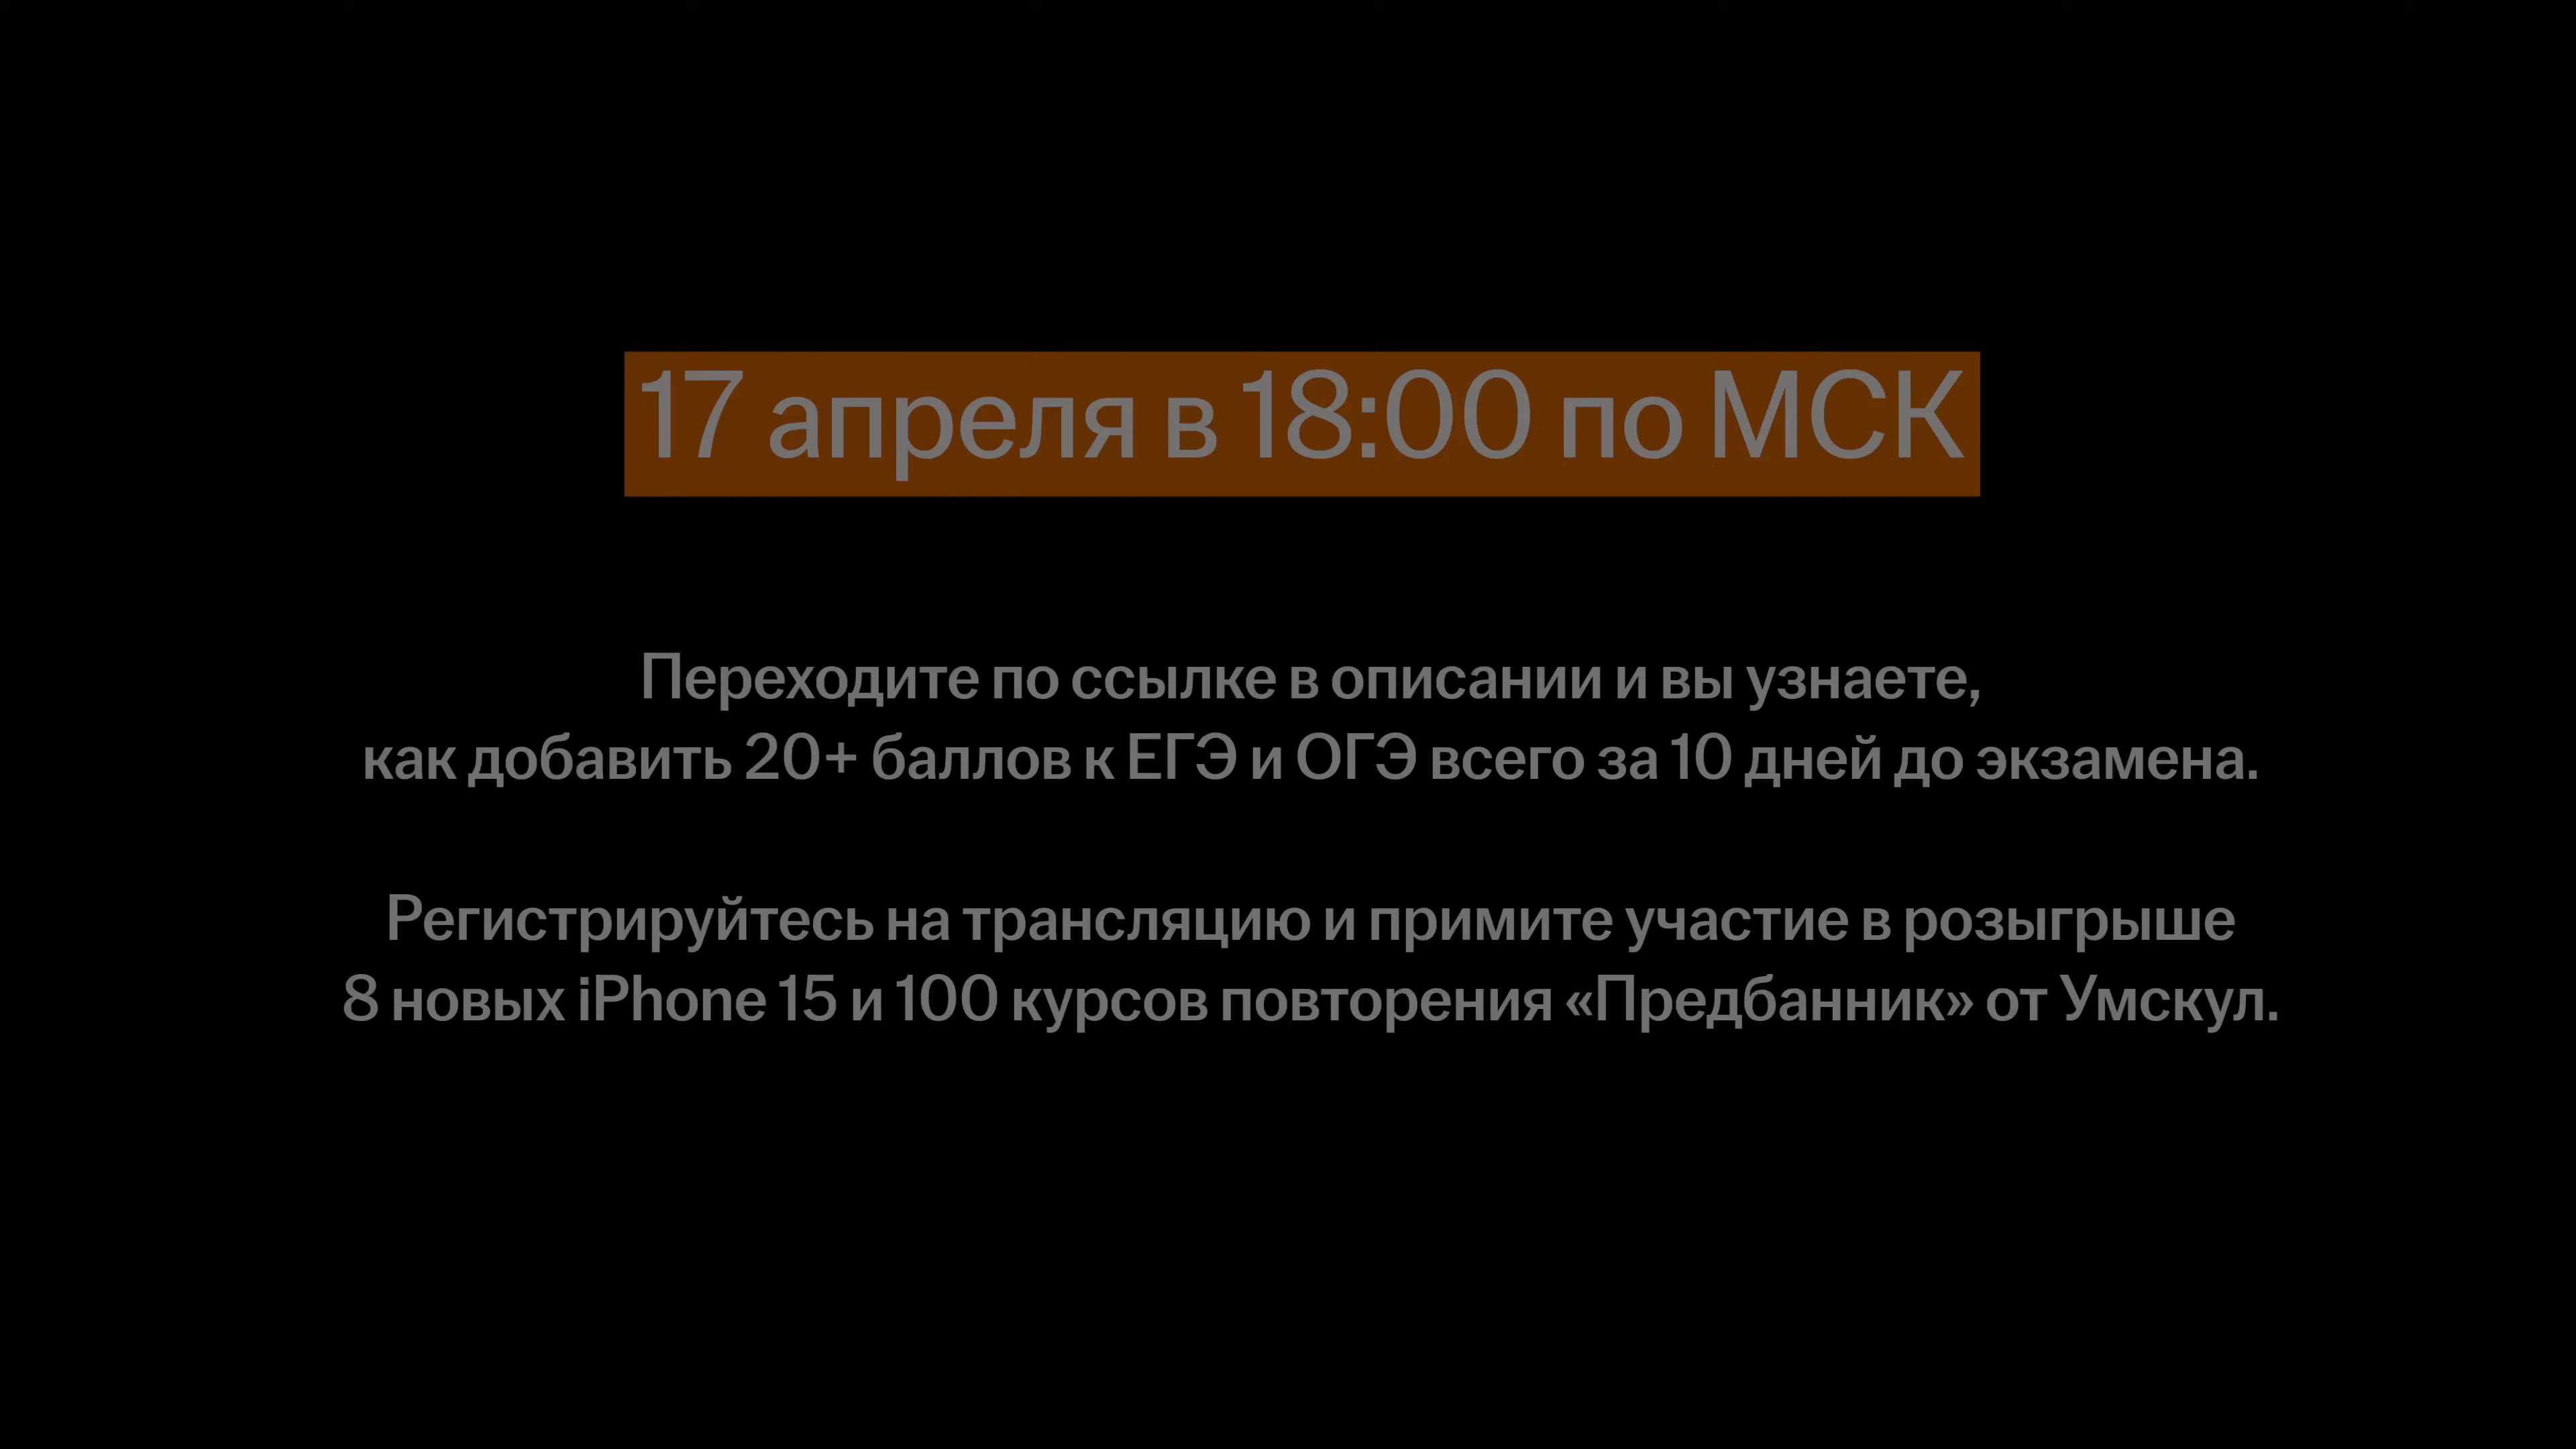 17 апреля в 18:00 по МСК
Переходите по ссылке в описании и вы узнаете,
как добавить 20+ баллов к ЕГЭ и ОГЭ всего за 10 дней до экзамена.
Регистрируйтесь на трансляцию и примите участие в розыгрыше
8 новых iPhone 15 и 100 курсов повторения «Предбанник» от Умскул.